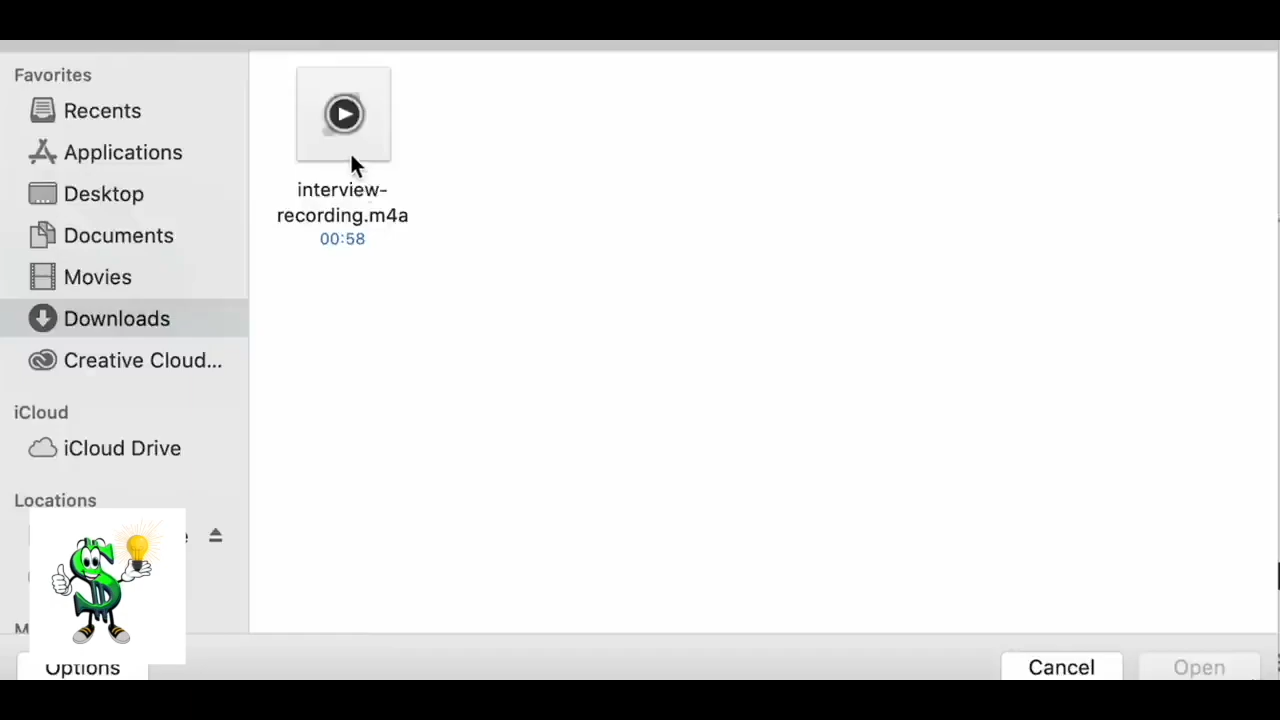 Favorites
Recents
Applications
Desktop
Documents
Movies
Downloads
Creative Cloud...
iCloud
iCloud Drive
Locations
interview-
recording.m4a
00:58
Options
Cancel
Open